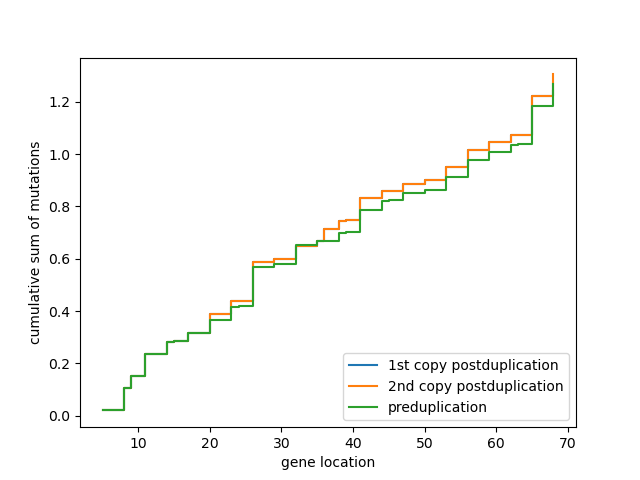 1.2
1.0
0.8
0.6
0.4
0.2
0.0
cumulative sum of mutations
1st copy postduplication
2nd copy postduplication
preduplication
10 20 30 40 50 60 70
gene location